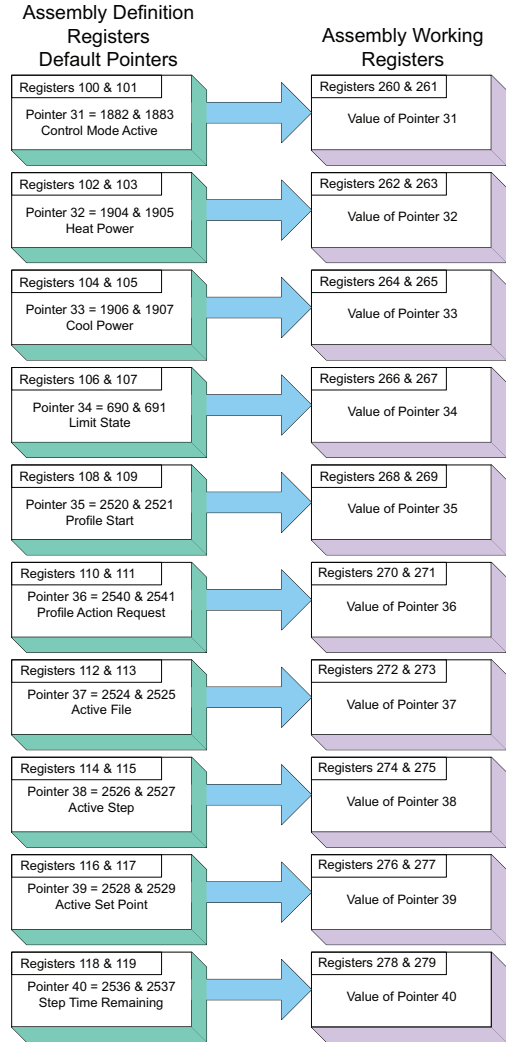 Assembly Definition
Registers
Default Pointers
Assembly Working
Registers
Registers 100 & 101
Pointer 31 = 1882 & 1883
Control Mode Active
Registers 260 & 261
Value of Pointer 31
Registers 102 & 103
Pointer 32 = 1904 & 1905
Heat Power
Registers 262 & 263
Value of Pointer 32
Registers 104 & 105
Pointer 33 = 1906 & 1907
Cool Power
Registers 264 & 265
Value of Pointer 33
Registers 106 & 107
Pointer 34 = 690 & 691
Limit State
Registers 266 & 267
Value of Pointer 34
Registers 108 & 109
Pointer 35 = 2520 & 2521
Profile Start
Registers 268 & 269
Value of Pointer 35
Registers 110 & 111
Pointer 36 = 2540 & 2541
Profile Action Request
Registers 270 & 271
Value of Pointer 36
Registers 112 & 113
Pointer 37 = 2524 & 2525
Active File
Registers 272 & 273
Value of Pointer 37
Registers 114 & 115
Pointer 38 = 2526 & 2527
Active Step
Registers 274 & 275
Value of Pointer 38
Registers 116 & 117
Pointer 39 = 2528 & 2529
Active Set Point
Registers 276 & 277
Value of Pointer 39
Registers 118 & 119
Pointer 40 = 2536 & 2537
Step Time Remaining
Registers 278 & 279
Value of Pointer 40